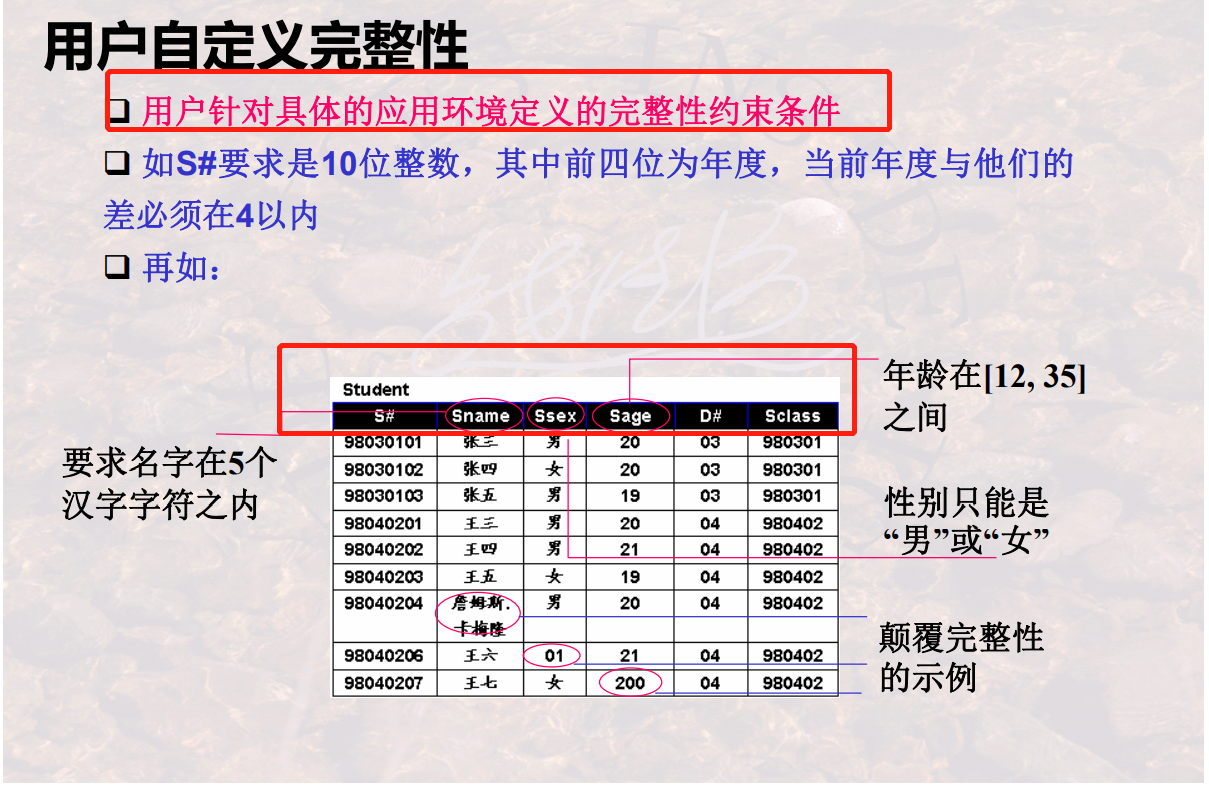 用户自定义完整性
❑ 用户针对具体的应用环境定义的完整性约束条件
❑ 如S#要求是10位整数，其中前四位为年度，当前年度与他们的
差必须在4以内
❑ 再如：
年龄在[12, 35]
之间
Student
S# Sname Ssex Sage D# Sclass
98030101 张三 男 20 03 980301
98030102 张四 女 20 03 980301
98030103 张五 男 19 03 980301
98040201 王三 男 20 04 980402
98040202 王四 男 21 04 980402
98040203 王五 女 19 04 980402
98040204 詹姆斯. 男 20 04 980402
卡梅隆
98040206 王六 01 21 04 980402
98040207 王七 女 200 04 980402
要求名字在5个
汉字字符之内
性别只能是
“男”或“女”
颠覆完整性
的示例